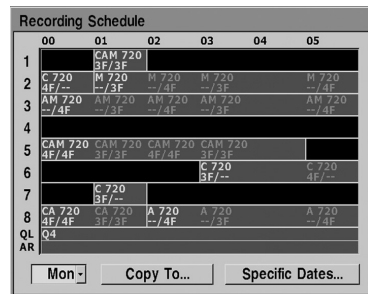 Recording Schedule
00 01 02 03 04 05
1 CAM 720
3F/3F
2 C 720 M 720 M 720 M 720 M 720
4F/-- --/3F --/4F --/3F --/4F
3 AM 720 AM 720 AM 720 AM 720 AM 720
--/4F --/3F --/4F --/3F --/4F
4
5 CAM 720 CAM 720 CAM 720 CAM 720
4F/4F 3F/3F 4F/4F 3F/3F
6 C 720 C 720
3F/-- 4F/--
7 C 720
3F/--
8 CA 720 CA 720 A 720 A 720 A 720
4F/4F 3F/3F --/4F --/3F --/4F
QL Q4
AR
Mon Copy To... Specific Dates...